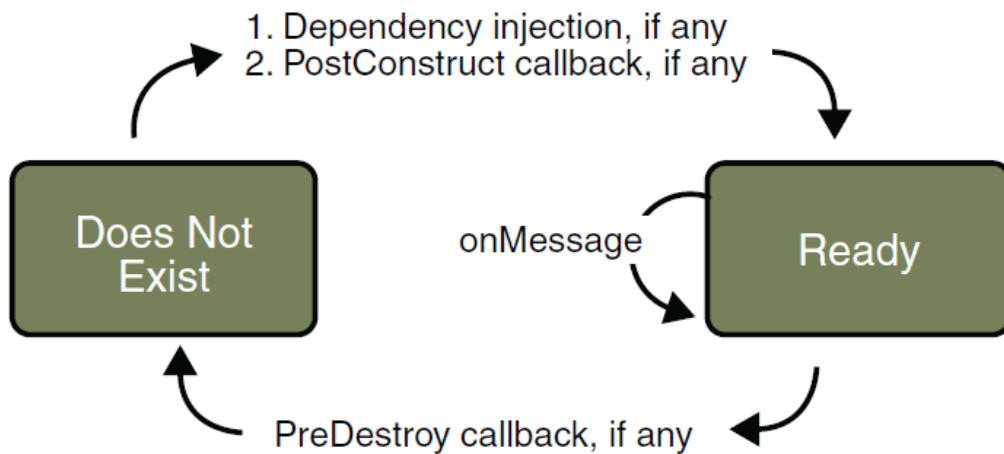 1. Dependency injection, if any
2. PostConstruct callback, if any
Does Not
Exist
onMessage
Ready
PreDestroy callback, if any